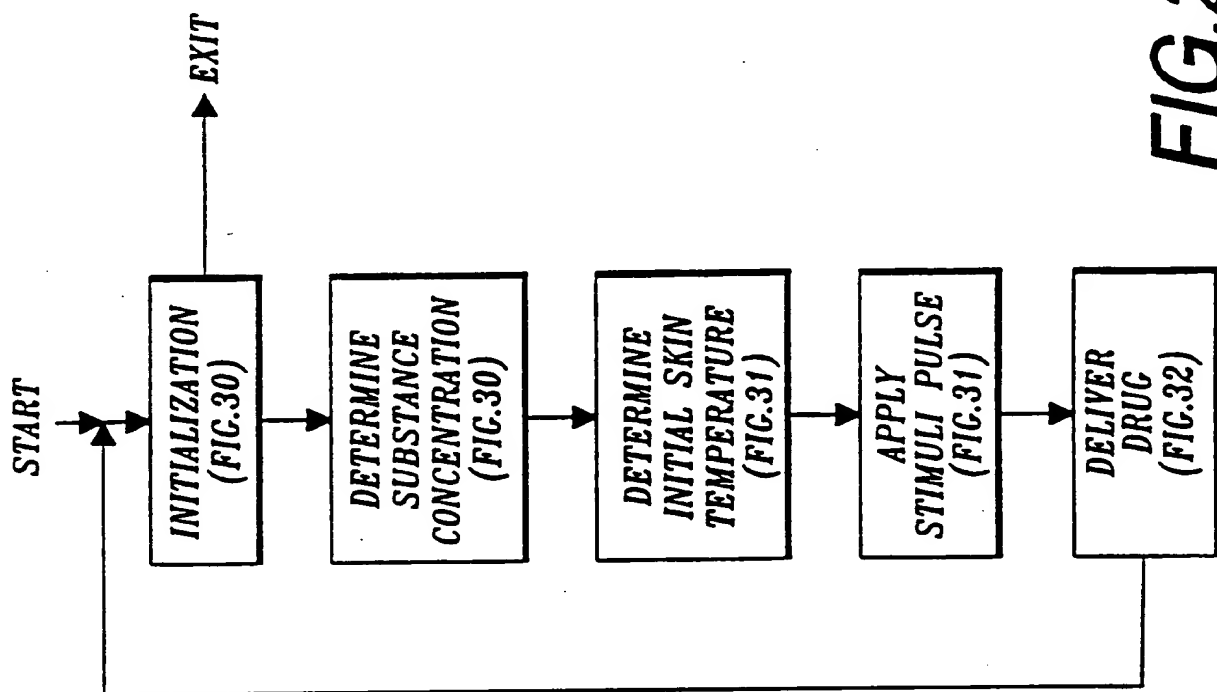 START
INITIALIZATION
(FIG.30)
EXIT
DETERMINE
SUBSTANCE
CONCENTRATION
(FIG.30)
DETERMINE
INITIAL SKIN
TEMPERATURE
(FIG.31)
APPLY
STIMULI PULSE
(FIG.31)
DELIVER
DRUG
(FIG.32)
FIG.